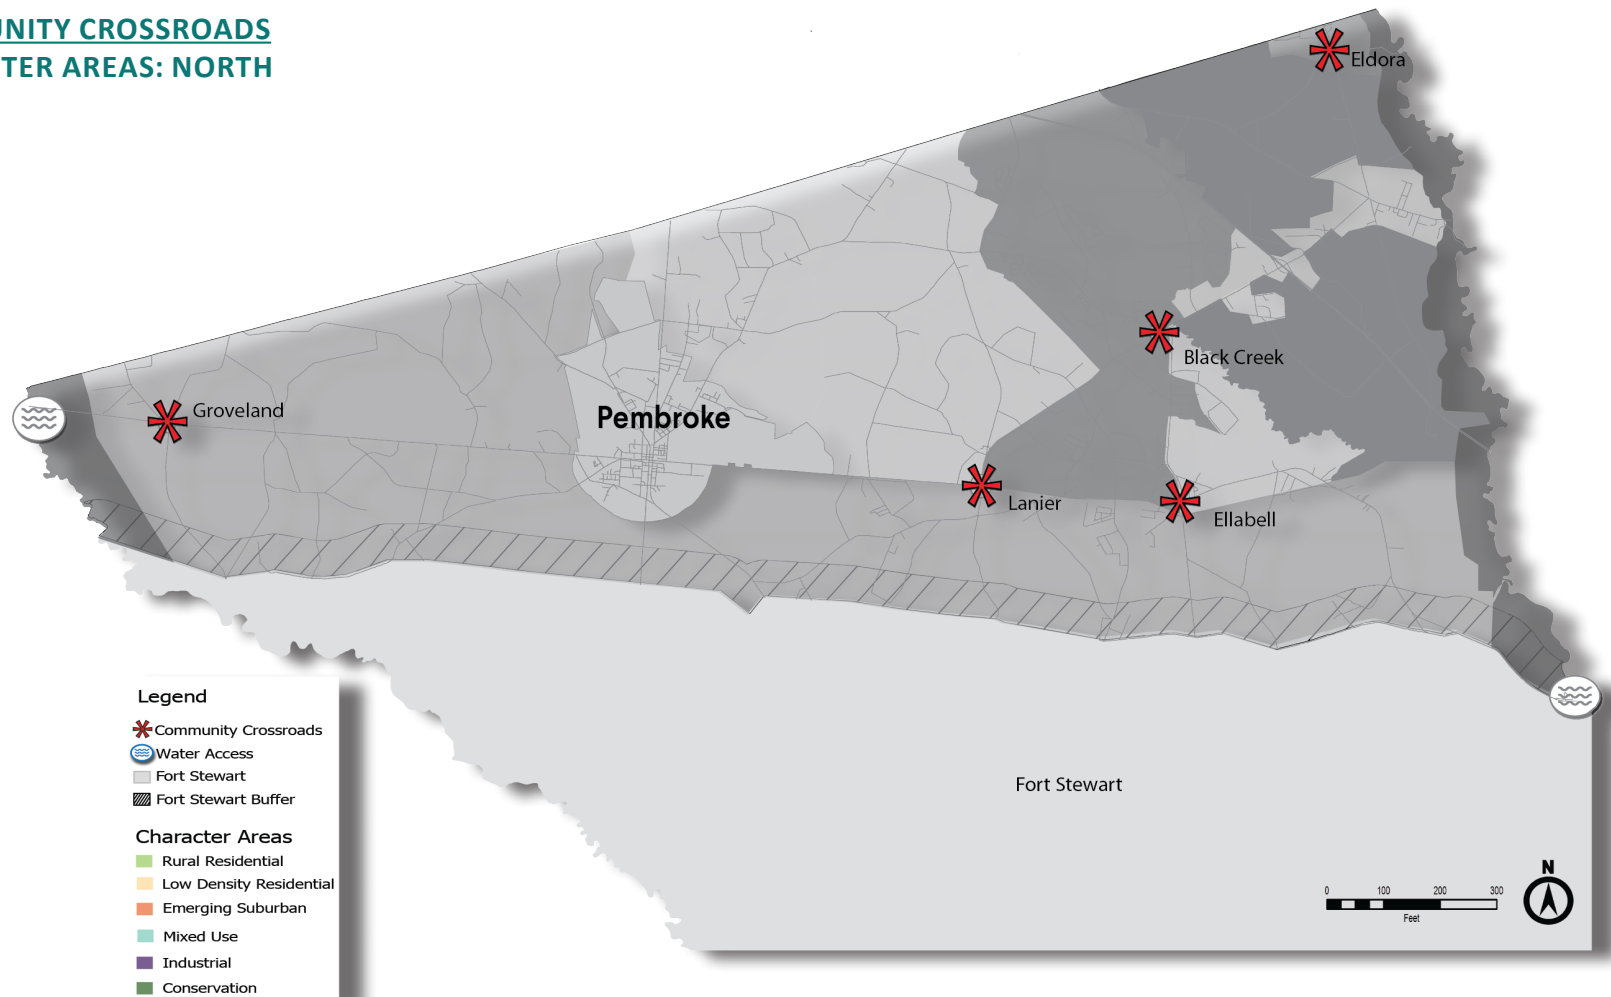 UNITY CROSSROADS
TER AREAS: NORTH
Eldora
Black Creek
Groveland
Pembroke
Lanier
Ellabell
Fort Stewart
Legend
Community Crossroads
Water Access
Fort Stewart
Fort Stewart Buffer
Character Areas
Rural Residential
Low Density Residential
Emerging Suburban
Mixed Use
Industrial
Conservation
0 100 200 300
Feet
N